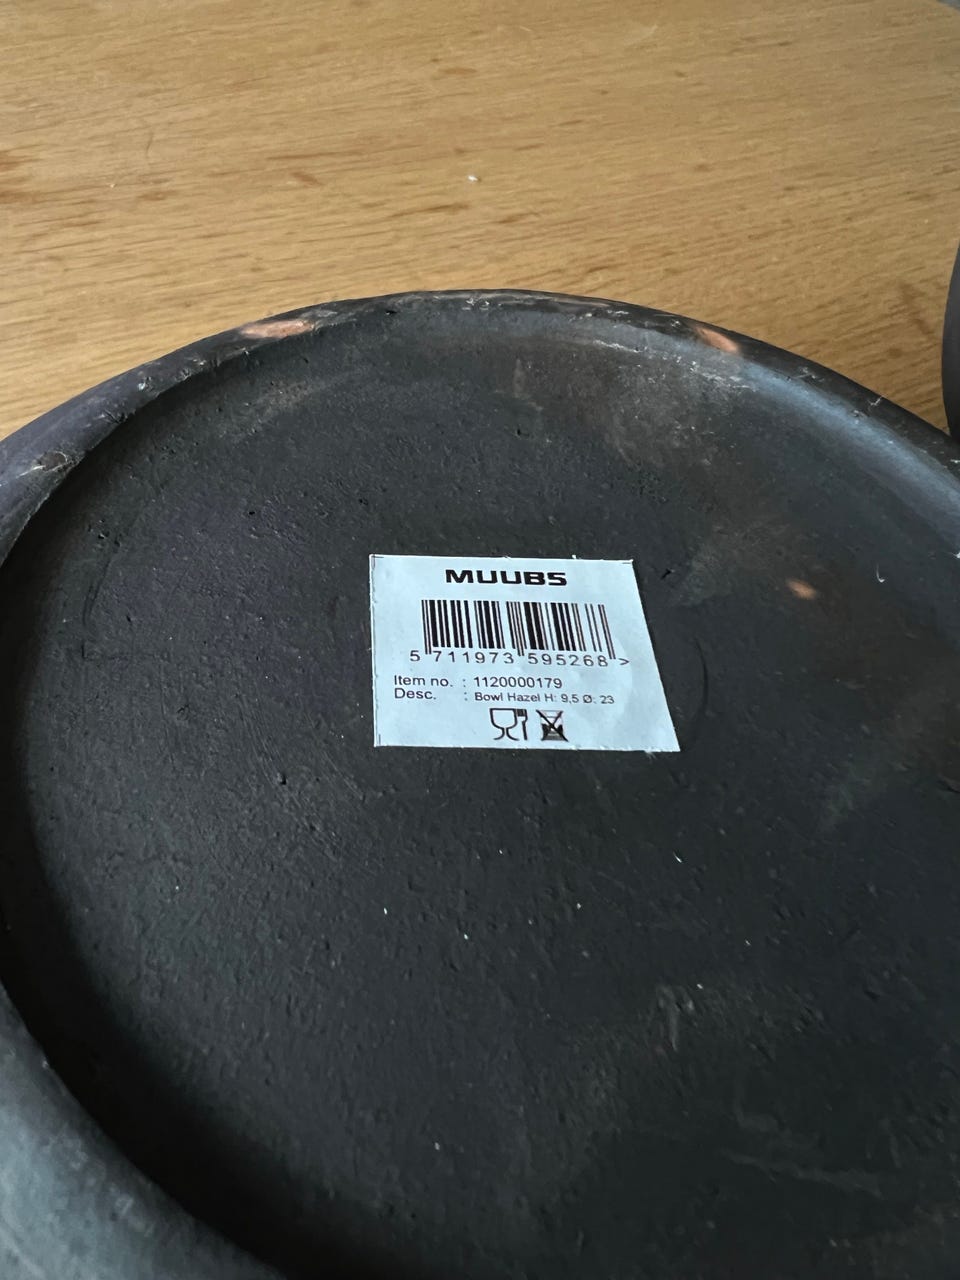 MUUBS
5 711973 595268 >
Item no. : 1120000179
Desc. : Bowl Hazel H: 9,5 Ø: 23